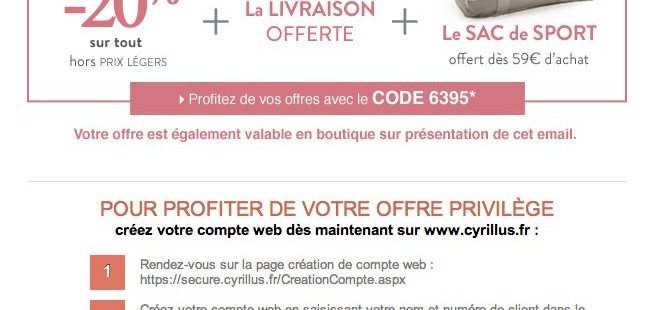 -20%
sur tout
hors PRIX LÉGERS
+
La LIVRAISON
OFFERTE
+
Le SAC de SPORT
offert dès 59€ d'achat
Profitez de vos offres avec le CODE 6395*
Votre offre est également valable en boutique sur présentation de cet email.
POUR PROFITER DE VOTRE OFFRE PRIVILÈGE
créez votre compte web dès maintenant sur www.cyrillus.fr :
1
Rendez-vous sur la page création de compte web :
https://secure.cyrillus.fr/CreationCompte.aspx
Créez votre compte web en saisissant votre nom et numéro de client dans le